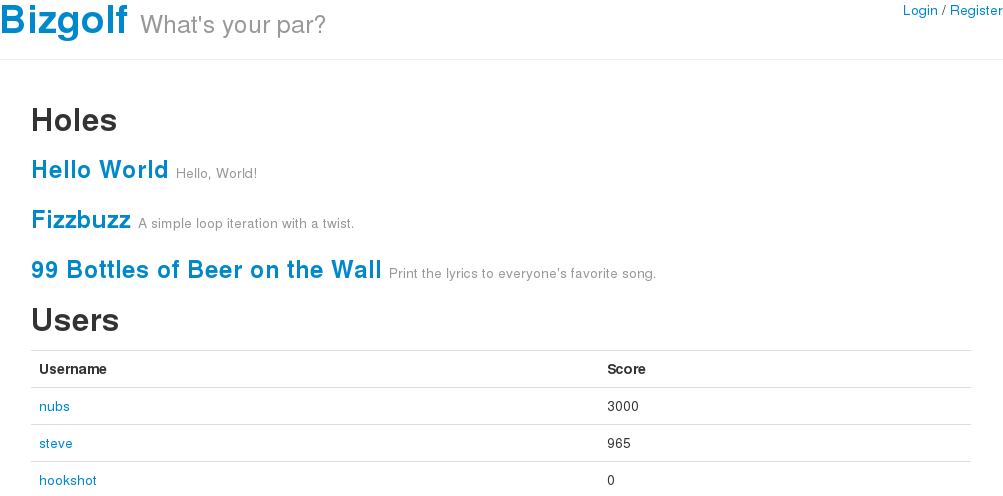 Bizgolf What's your par?
Login / Register
Holes
Hello World Hello, World!
Fizzbuzz A simple loop iteration with a twist.
99 Bottles of Beer on the Wall Print the lyrics to everyone's favorite song.
Users
Username Score
nubs 3000
steve 965
hookshot 0